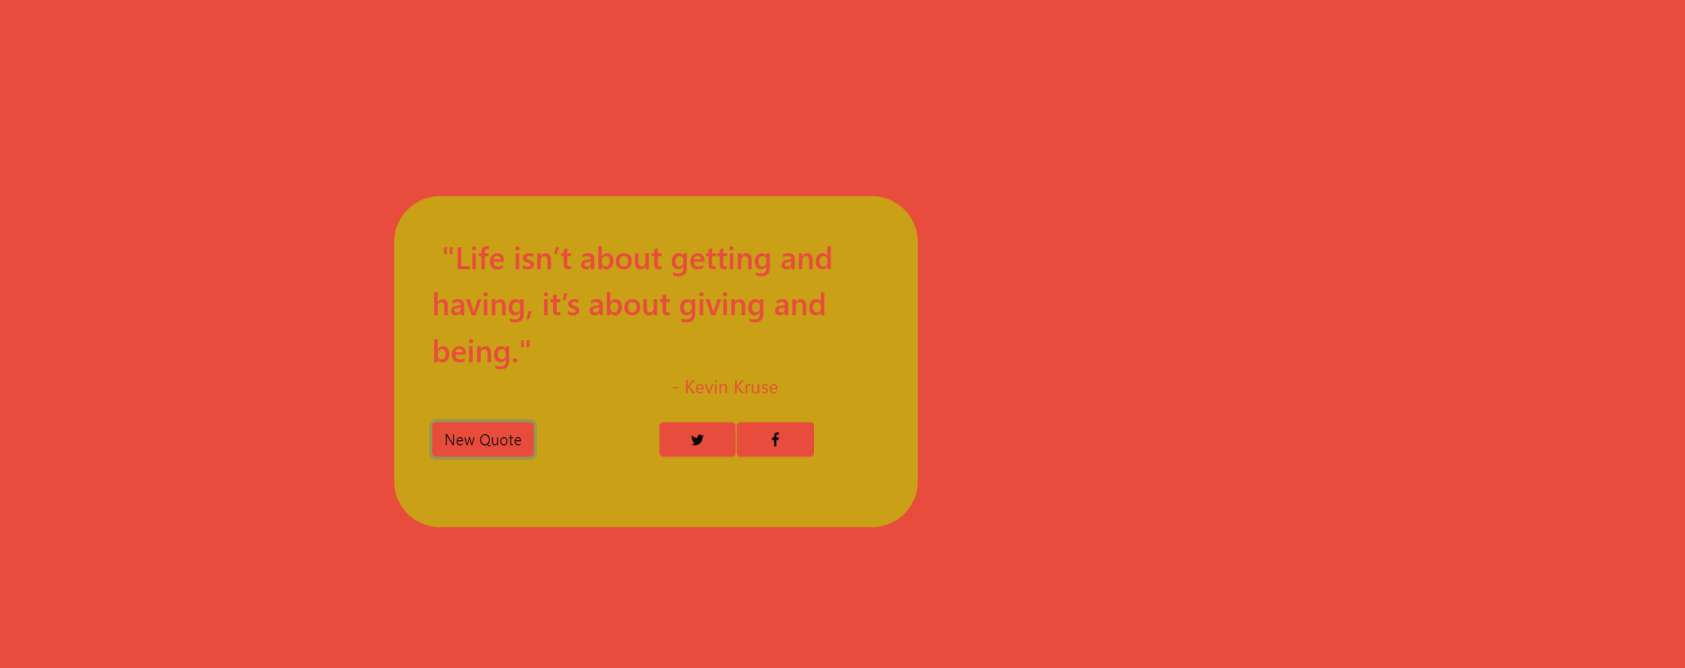 "Life isn’t about getting and
having, it’s about giving and
being."
- Kevin Kruse
New Quote